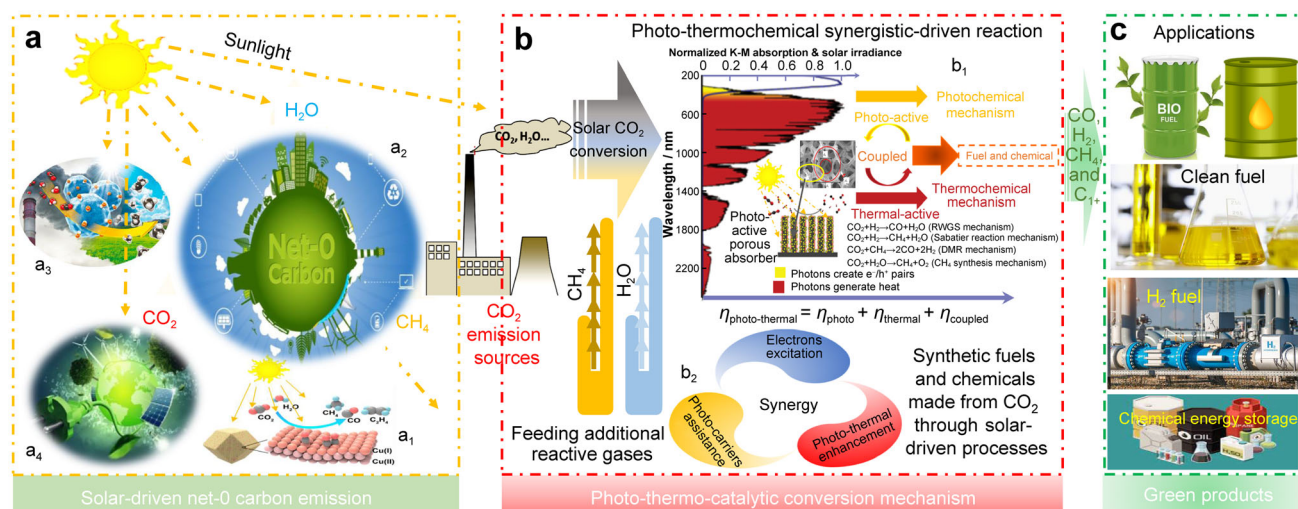 a
Sunlight
H₂O
a₂
Net-0
Carbon
a₃
CO₂
CH₄
a₄
CO₂
H₂O
CH₄
CO
C₂H₄
a₁
Cu(I)
Cu(II)
Solar-driven net-0 carbon emission
b
Photo-thermochemical synergistic-driven reaction
CO₂, H₂O...
Solar CO₂
conversion
CO₂
emission
sources
CH₄
H₂O
Feeding additional
reactive gases
Normalized K-M absorption & solar irradiance
0 0.2 0.4 0.6 0.8 1.0
b₁
Wavelength / nm
200
600
1000
1400
1800
2200
Photochemical
mechanism
Photo-active
Coupled
Fuel and chemical
Thermochemical
mechanism
Thermal-active
Photo-
active
porous
absorber
CO₂+H₂→CO+H₂O (RWGS mechanism)
CO₂+H₂→CH₄+H₂O (Sabatier reaction mechanism)
CO₂+CH₄→2CO+2H₂ (DMR mechanism)
CO₂+H₂O→CH₄+O₂ (CH₄ synthesis mechanism)
Photons create e⁻/h⁺ pairs
Photons generate heat
η photo-thermal = η photo + η thermal + η coupled
b₂
Electrons
excitation
Synergy
Photo-carriers
assistance
Photo-thermal
enhancement
Synthetic fuels
and chemicals
made from CO₂
through solar-
driven processes
Photo-thermo-catalytic conversion mechanism
CO,
H₂,
CH₄
and
C₁₊
c
Applications
BIO
FUEL
Clean fuel
H₂ fuel
H₂
Chemical energy storage
OIL
Green products